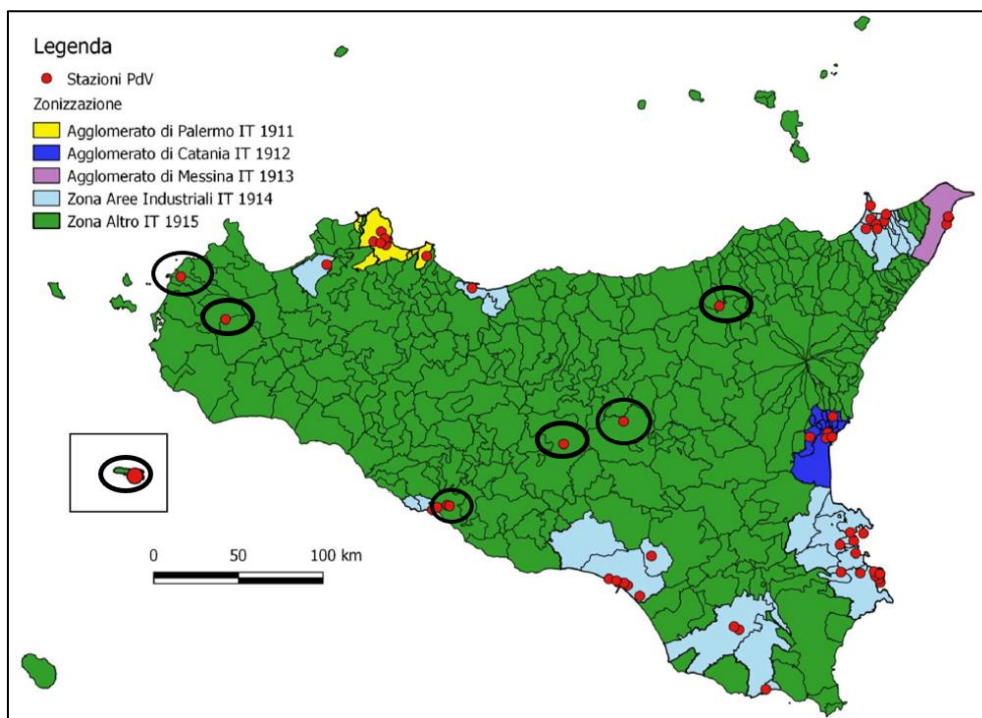 Legenda
Stazioni PdV
Zonizzazione
Agglomerato di Palermo IT 1911
Agglomerato di Catania IT 1912
Agglomerato di Messina IT 1913
Zona Aree Industriali IT 1914
Zona Altro IT 1915
0 50 100 km